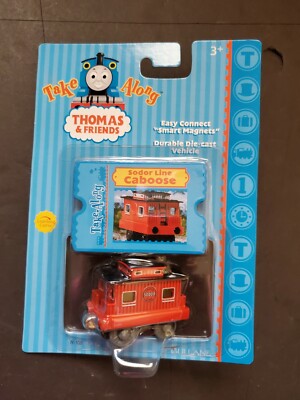 3+
Take Along
THOMAS
& FRIENDS
Easy Connect
"Smart Magnets"
Durable Die-cast
Vehicle
Sodor Line
Caboose
Take Along